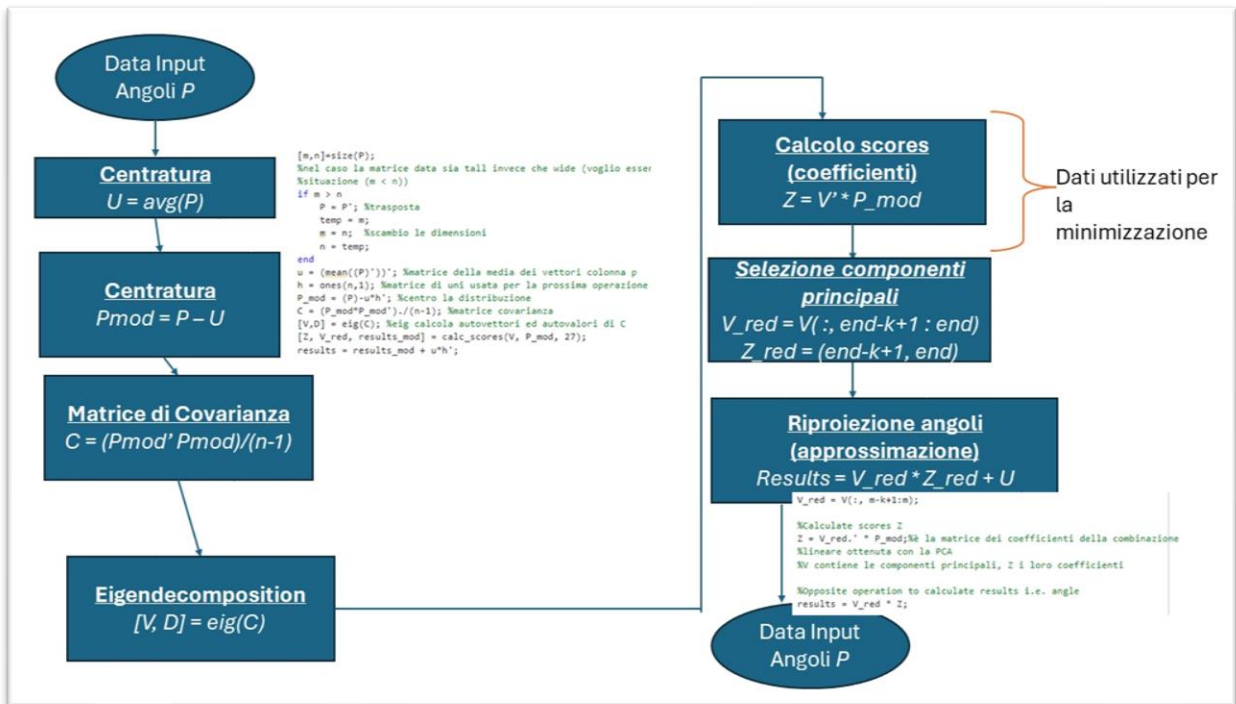 Data Input
Angoli P
Centratura
U = avg(P)
Centratura
Pmod = P – U
Matrice di Covarianza
C = (Pmod’ Pmod)/(n-1)
Eigendecomposition
[V, D] = eig(C)
[m,n]=size(P);
%nel caso la matrice data sia tall invece che wide (voglio esser
%situazione (m < n))
if m > n
P = P'; %trasposta
temp = m;
m = n; %scambio le dimensioni
n = temp;
end
u = (mean((P)'))'; %matrice della media dei vettori colonna p
h = ones(n,1); %matrice di uni usata per la prossima operazione
P_mod = (P)-u*h'; %centro la distribuzione
C = (P_mod*P_mod')./(n-1); %matrice covarianza
[V,D] = eig(C); %eig calcola autovettori ed autovalori di C
[Z, V_red, results_mod] = calc_scores(V, P_mod, 27);
results = results_mod + u*h';
Calcolo scores
(coefficienti)
Z = V’ * P_mod
Dati utilizzati per
la
minimizzazione
Selezione componenti
principali
V_red = V( :, end-k+1 : end)
Z_red = (end-k+1, end)
Riproiezione angoli
(approssimazione)
Results = V_red * Z_red + U
V_red = V(:, m-k+1:m);
%Calculate scores Z
Z = V_red.' * P_mod;%è la matrice dei coefficienti della combinazione
%lineare ottenuta con la PCA
%V contiene le componenti principali, Z i loro coefficienti
%Opposite operation to calculate results i.e. angle
results = V_red * Z;
Data Input
Angoli P